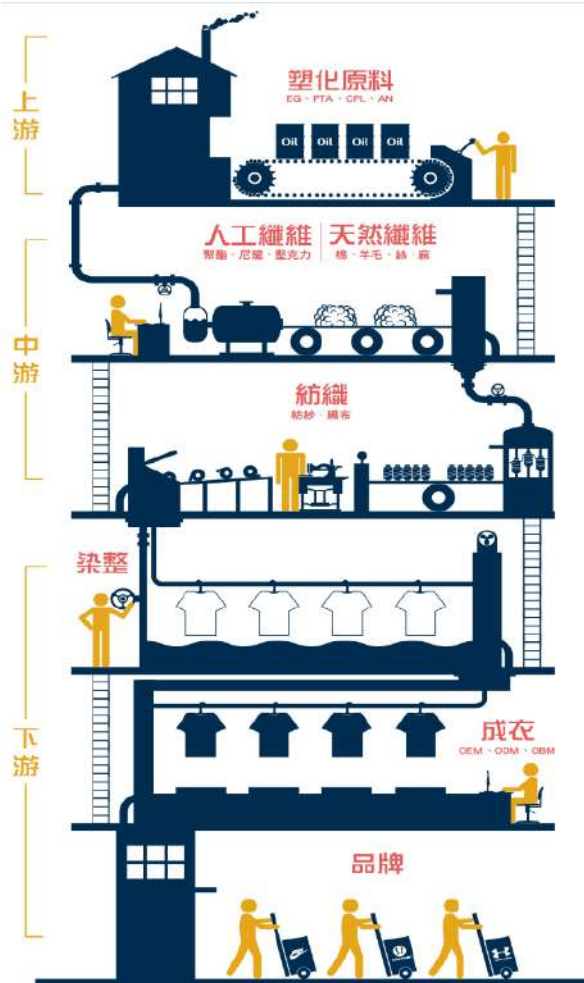 上游
塑化原料
EG、PTA、CPL、AN
Oil Oil Oil Oil
中游
人工纖維
聚酯、尼龍、壓克力
天然纖維
棉、羊毛、絲、麻
紡織
紡紗、織布
下游
染整
成衣
OEM、ODM、OBM
品牌